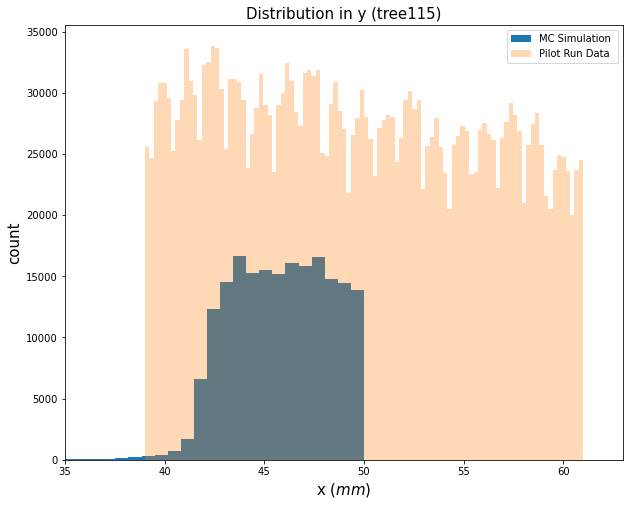 Distribution in y (tree115)
MC Simulation
Pilot Run Data
count
35000
30000
25000
20000
15000
10000
5000
0
35 40 45 50 55 60
x (mm)